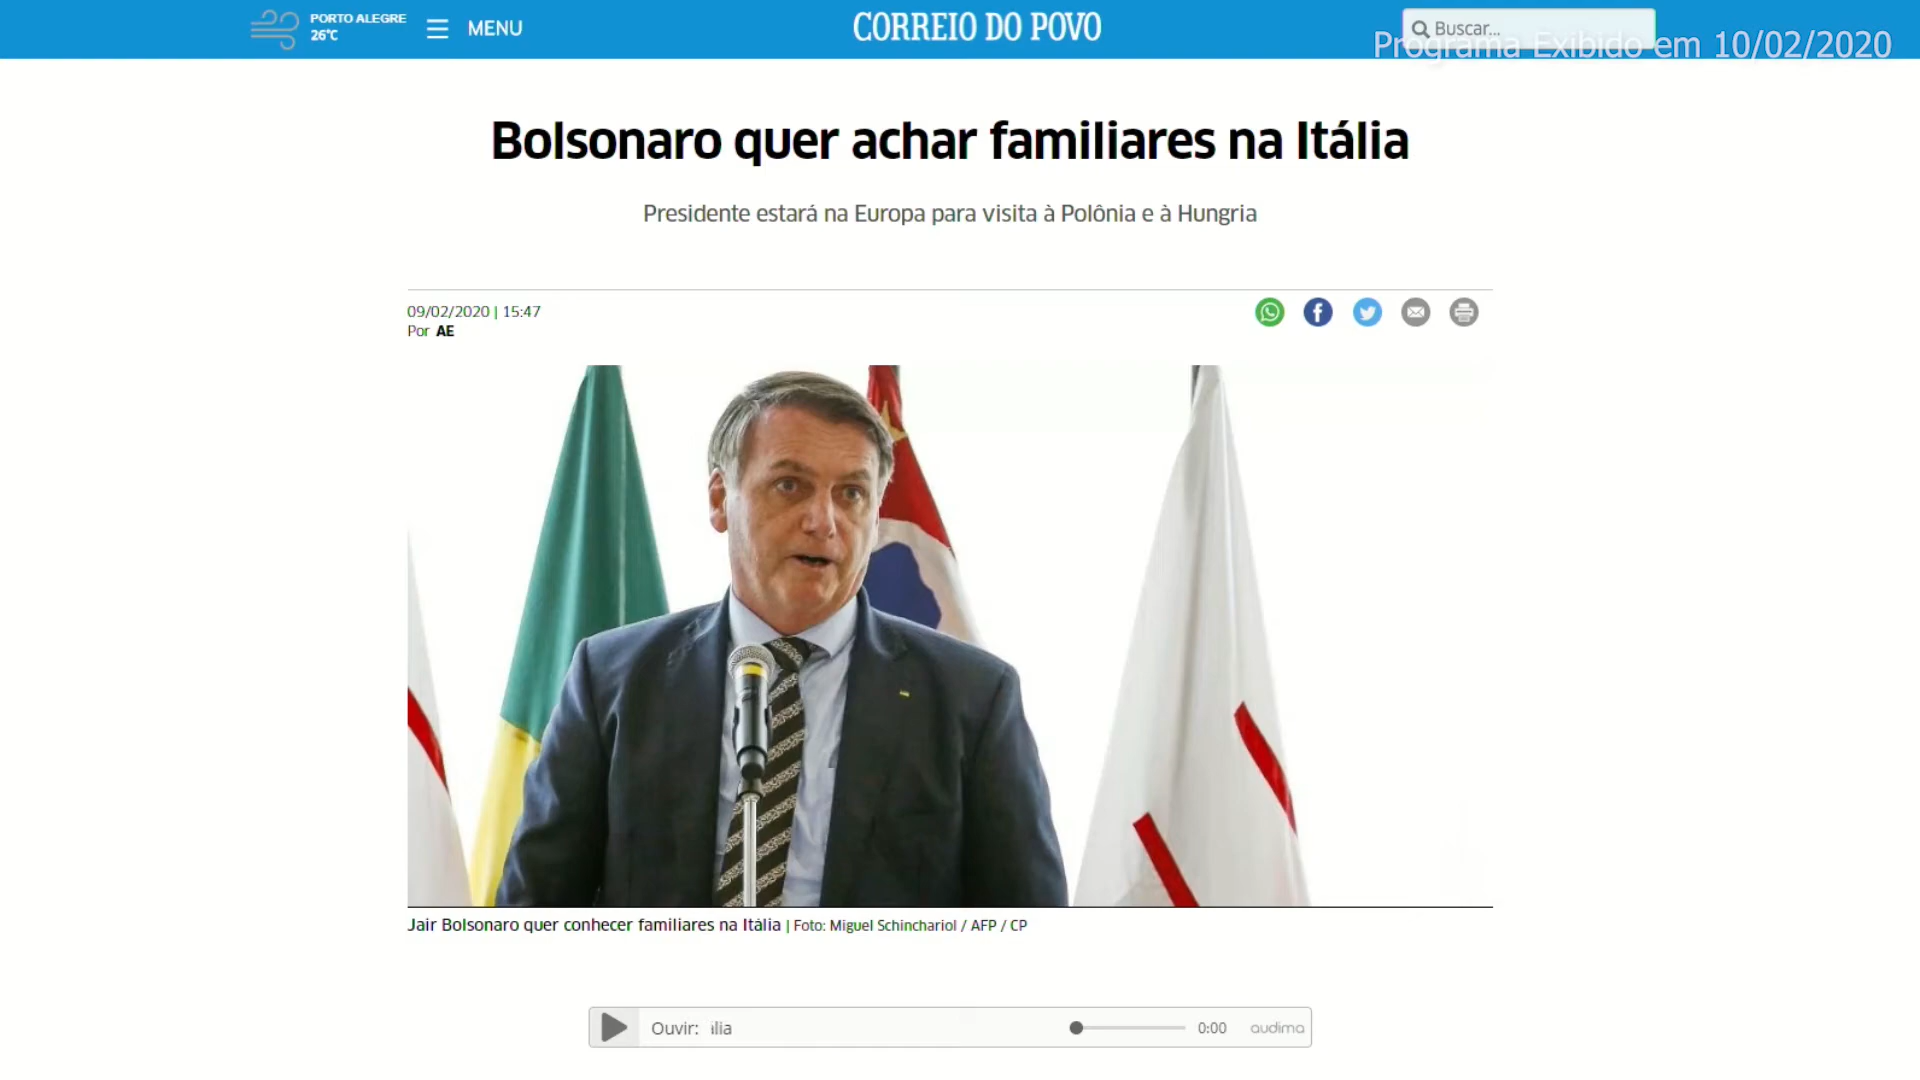 PORTO ALEGRE
26°C
MENU
CORREIO DO POVO
Buscar...
Programa Exibido em 10/02/2020
Bolsonaro quer achar familiares na Itália
Presidente estará na Europa para visita à Polônia e à Hungria
09/02/2020 | 15:47
Por AE
Jair Bolsonaro quer conhecer familiares na Itália | Foto: Miguel Schinchariol / AFP / CP
Ouvir: ália
0:00
audima